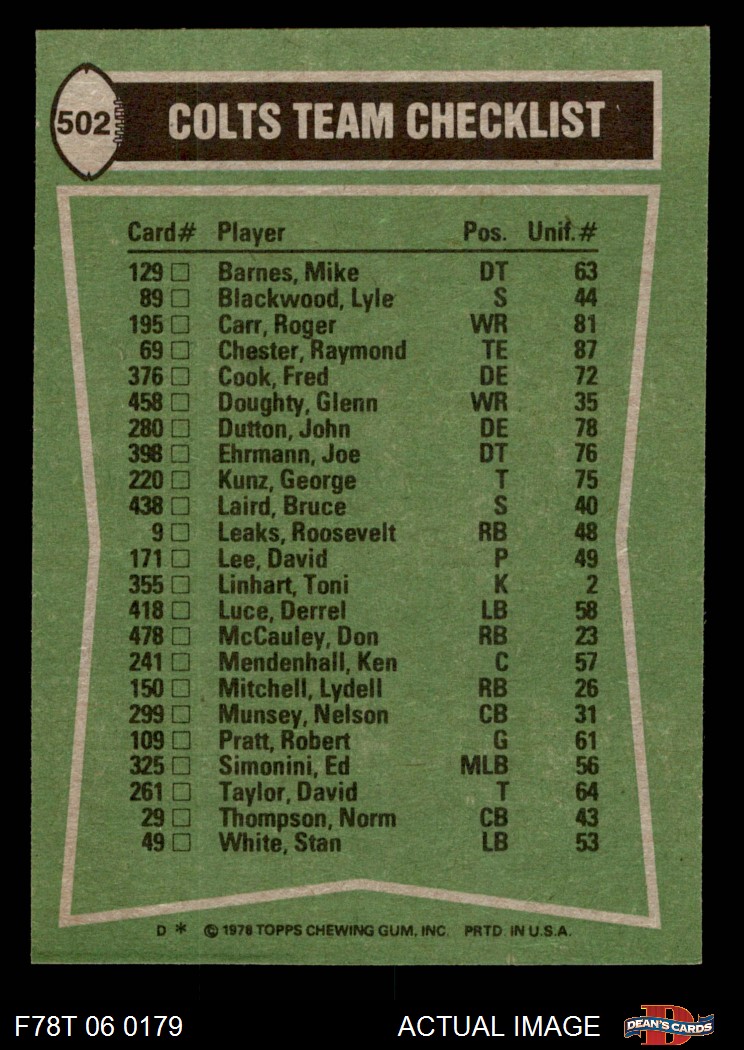 502
COLTS TEAM CHECKLIST
Card# Player Pos. Unif.#
129 □ Barnes, Mike DT 63
89 □ Blackwood, Lyle S 44
195 □ Carr, Roger WR 81
69 □ Chester, Raymond TE 87
376 □ Cook, Fred DE 72
458 □ Doughty, Glenn WR 35
280 □ Dutton, John DE 78
398 □ Ehrmann, Joe DT 76
220 □ Kunz, George T 75
438 □ Laird, Bruce S 40
9 □ Leaks, Roosevelt RB 48
171 □ Lee, David P 49
355 □ Linhart, Toni K 2
418 □ Luce, Derrel LB 58
478 □ McCauley, Don RB 23
241 □ Mendenhall, Ken C 57
150 □ Mitchell, Lydell RB 26
299 □ Munsey, Nelson CB 31
109 □ Pratt, Robert G 61
325 □ Simonini, Ed MLB 56
261 □ Taylor, David T 64
29 □ Thompson, Norm CB 43
49 □ White, Stan LB 53
D * © 1978 TOPPS CHEWING GUM, INC. PRTD. IN U.S.A.
F78T 06 0179 ACTUAL IMAGE D DEAN'S CARDS